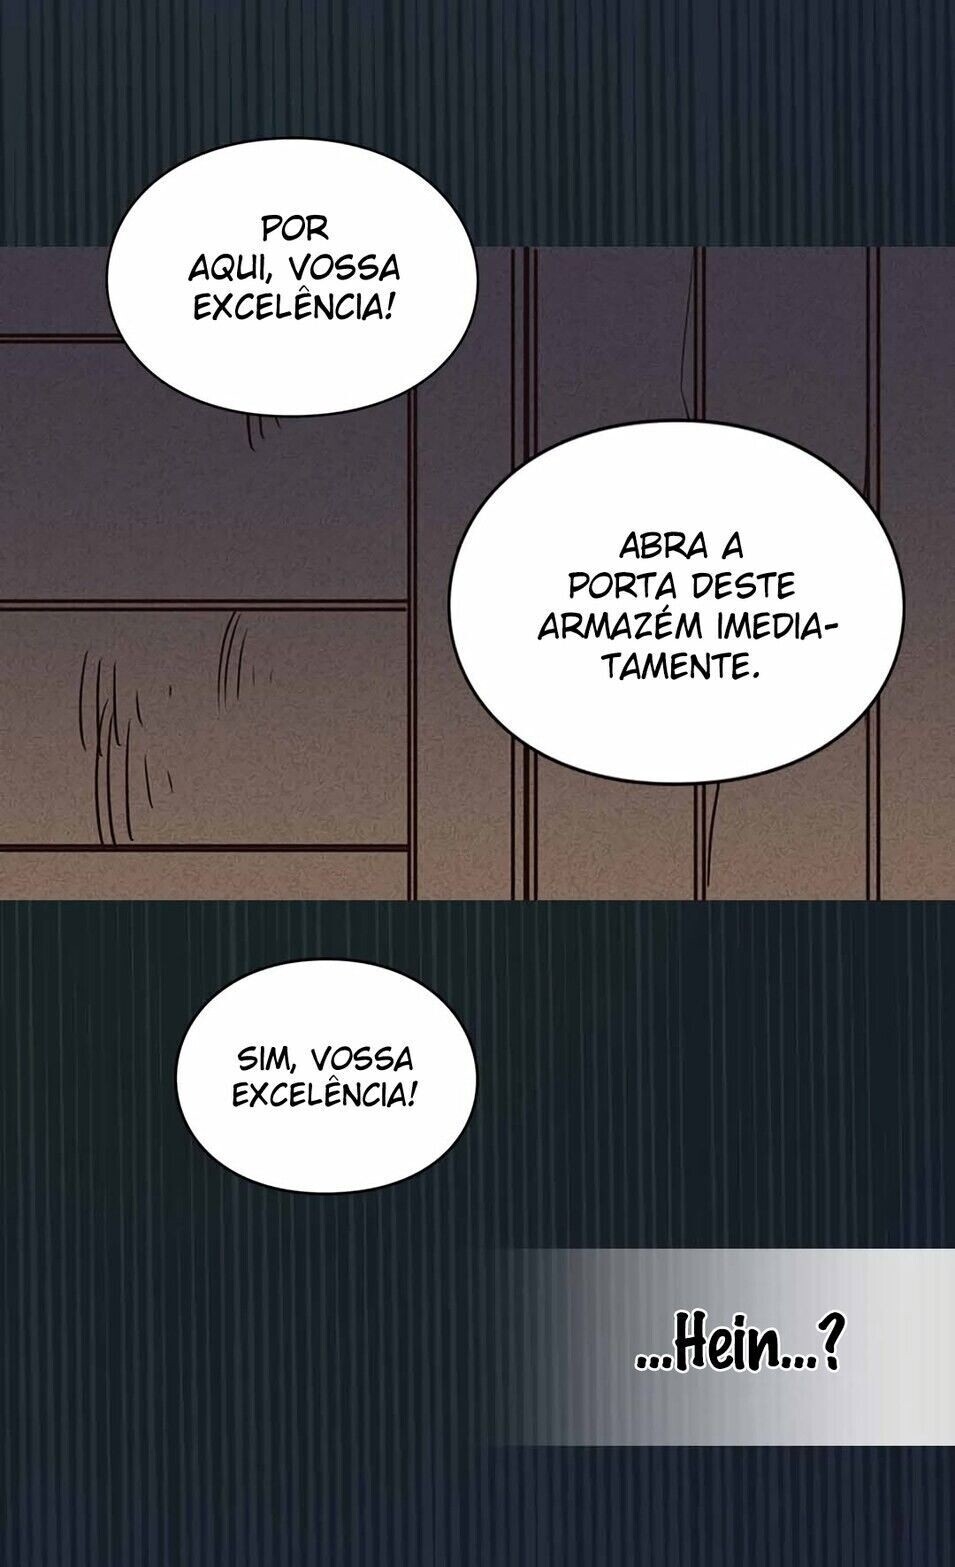 POR
AQUI, VOSSA
EXCELÊNCIA!
ABRA A
PORTA DESTE
ARMAZÉM IMEDIA-
TAMENTE.
SIM, VOSSA
EXCELÊNCIA!
...Hein...?